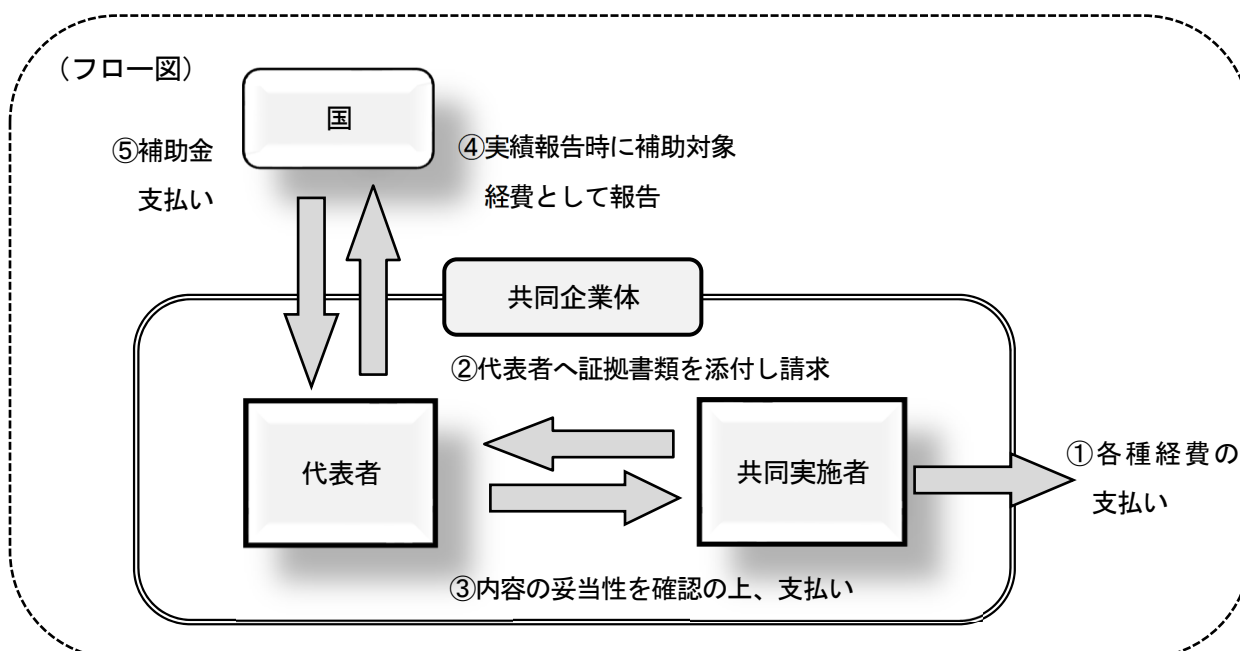 （フロー図）
国
⑤補助金
支払い
④実績報告時に補助対象
経費として報告
共同企業体
②代表者へ証拠書類を添付し請求
代表者
共同実施者
①各種経費の
支払い
③内容の妥当性を確認の上、支払い